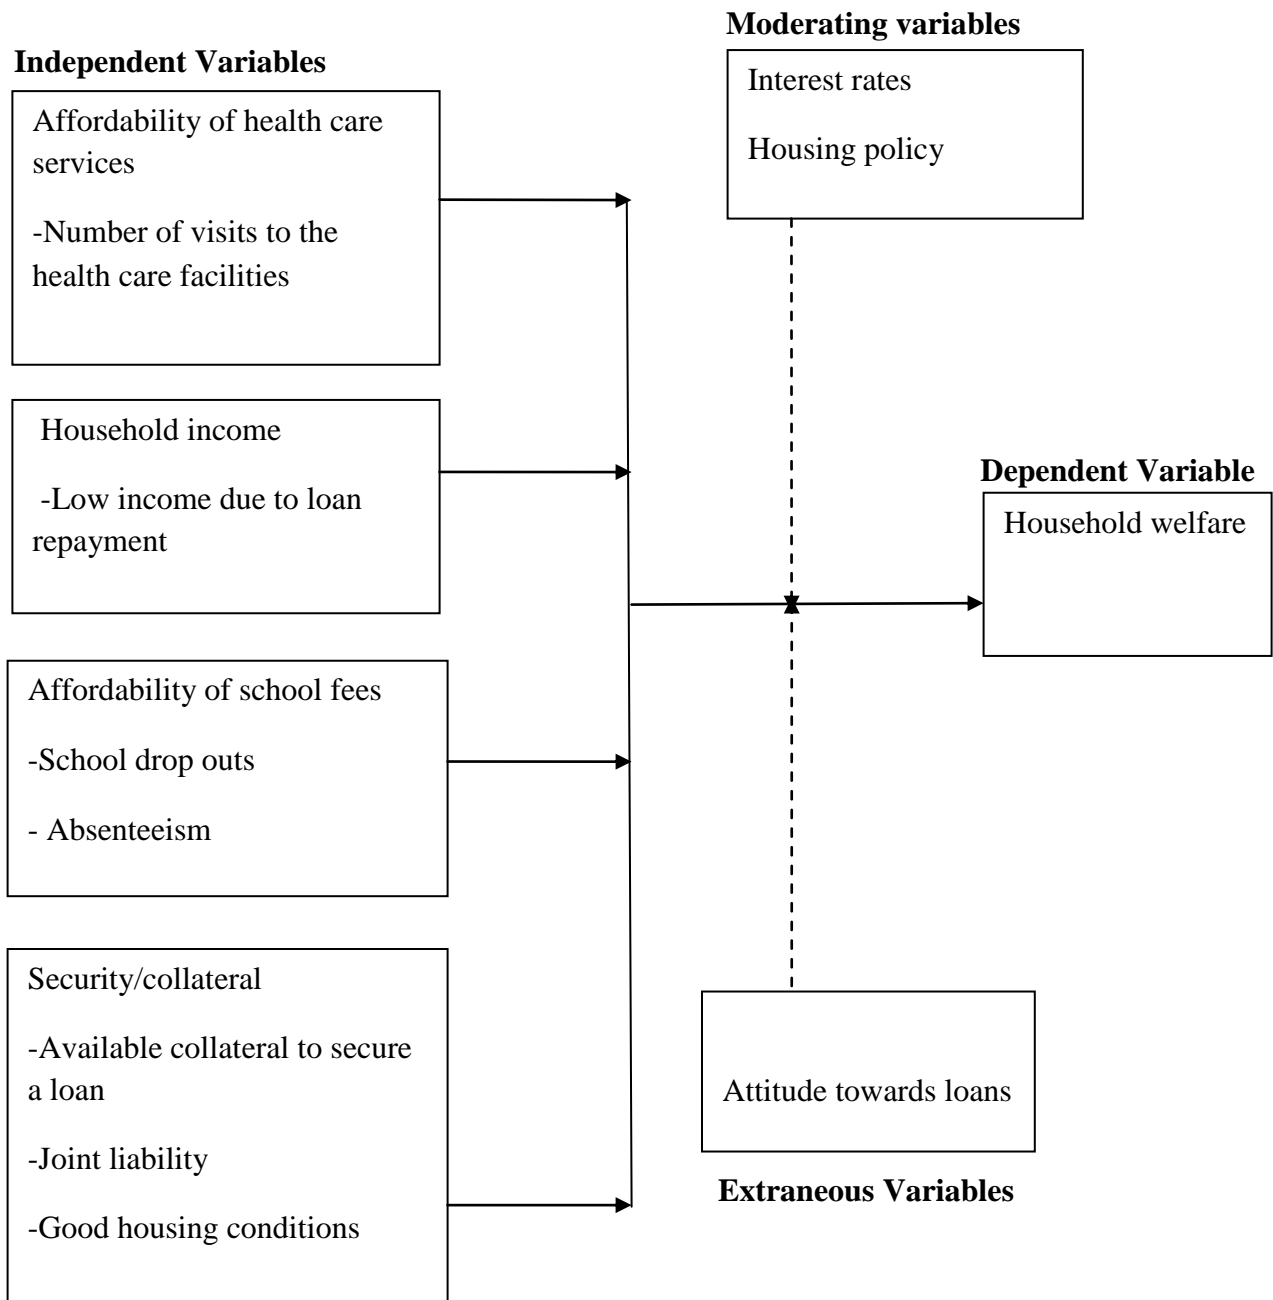 Independent Variables
Affordability of health care
services
-Number of visits to the
health care facilities
Household income
-Low income due to loan
repayment
Affordability of school fees
-School drop outs
- Absenteeism
Security/collateral
-Available collateral to secure
a loan
-Joint liability
-Good housing conditions
Moderating variables
Interest rates
Housing policy
Dependent Variable
Household welfare
Attitude towards loans
Extraneous Variables